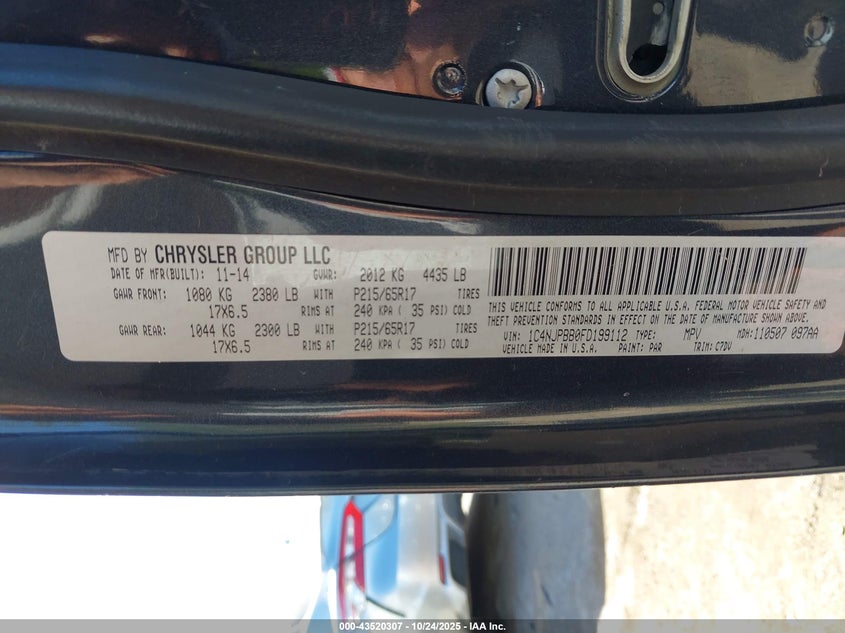 MFD BY CHRYSLER GROUP LLC
DATE OF MFR(BUILT): 11-14 GVWR: 2012 KG 4435 LB
GAWR FRONT: 1080 KG 2380 LB WITH P215/65R17 TIRES
17X6.5 RIMS AT 240 KPA ( 35 PSI) COLD
GAWR REAR: 1044 KG 2300 LB WITH P215/65R17 TIRES
17X6.5 RIMS AT 240 KPA ( 35 PSI) COLD
THIS VEHICLE CONFORMS TO ALL APPLICABLE U.S.A. FEDERAL MOTOR VEHICLE SAFETY AND
THEFT PREVENTION STANDARDS IN EFFECT ON THE DATE OF MANUFACTURE SHOWN ABOVE.
VIN: 1C4NJPBB0FD199112 TYPE: MPV MDH: 110507 097AA
VEHICLE MADE IN U.S.A. PAINT: PAR TRIM: C7DV
000-43520307 - 10/24/2025 - IAA Inc.